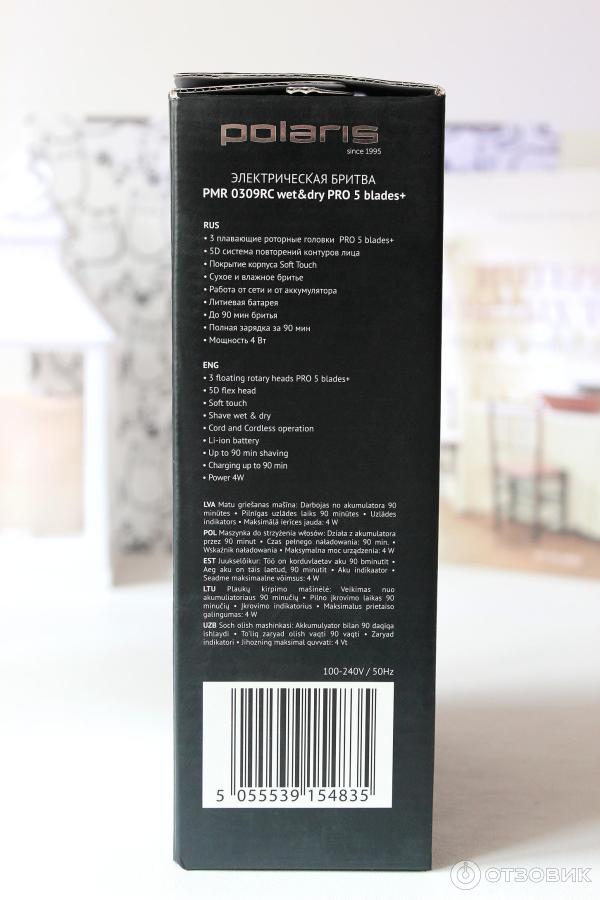 polaris
since 1995
ЭЛЕКТРИЧЕСКАЯ БРИТВА
PMR 0309RC wet&dry PRO 5 blades+
RUS
• 3 плавающие роторные головки PRO 5 blades+
• 5D система повторений контуров лица
• Покрытие корпуса Soft Touch
• Сухое и влажное бритье
• Работа от сети и от аккумулятора
• Литиевая батарея
• До 90 мин бритья
• Полная зарядка за 90 мин
• Мощность 4 Вт
ENG
• 3 floating rotary heads PRO 5 blades+
• 5D flex head
• Soft touch
• Shave wet & dry
• Cord and Cordless operation
• Li-ion battery
• Up to 90 min shaving
• Charging up to 90 min
• Power 4W
LVA Matu griešanas mašīna: Darbojas no akumulatora 90
minūtes • Pilnīgas uzlādes laiks 90 minūtes • Uzlādes
indikators • Maksimālā ierīces jauda: 4 W
POL Maszynka do strzyżenia włosów: Działa z akumulatora
przez 90 minut • Czas pełnego naładowania: 90 min. •
Wskaźnik naładowania • Maksymalna moc urządzenia: 4 W
EST Juukselõikur: Töö on korduvlaetav aku 90 bminutit •
Aeg aku on täis laetud, 90 minutit • Aku indikaator •
Seadme maksimaalne võimsus: 4 W
LTU Plaukų kirpimo mašinėlė: Veikimas nuo
akumuliatoriaus 90 minučių • Pilno įkrovimo laikas 90
minučių • Įkrovimo indikatorius • Maksimalus prietaiso
galingumas: 4 W
UZB Soch olish mashinkasi: Akkumulyator bilan 90 daqiqa
ishlaydi • To'liq zaryad olish vaqti 90 vaqti • Zaryad
indikatori • Jihozning maksimal quvvati: 4 Vt
100-240V / 50Hz
5 055539 154835
ОТЗОВИК